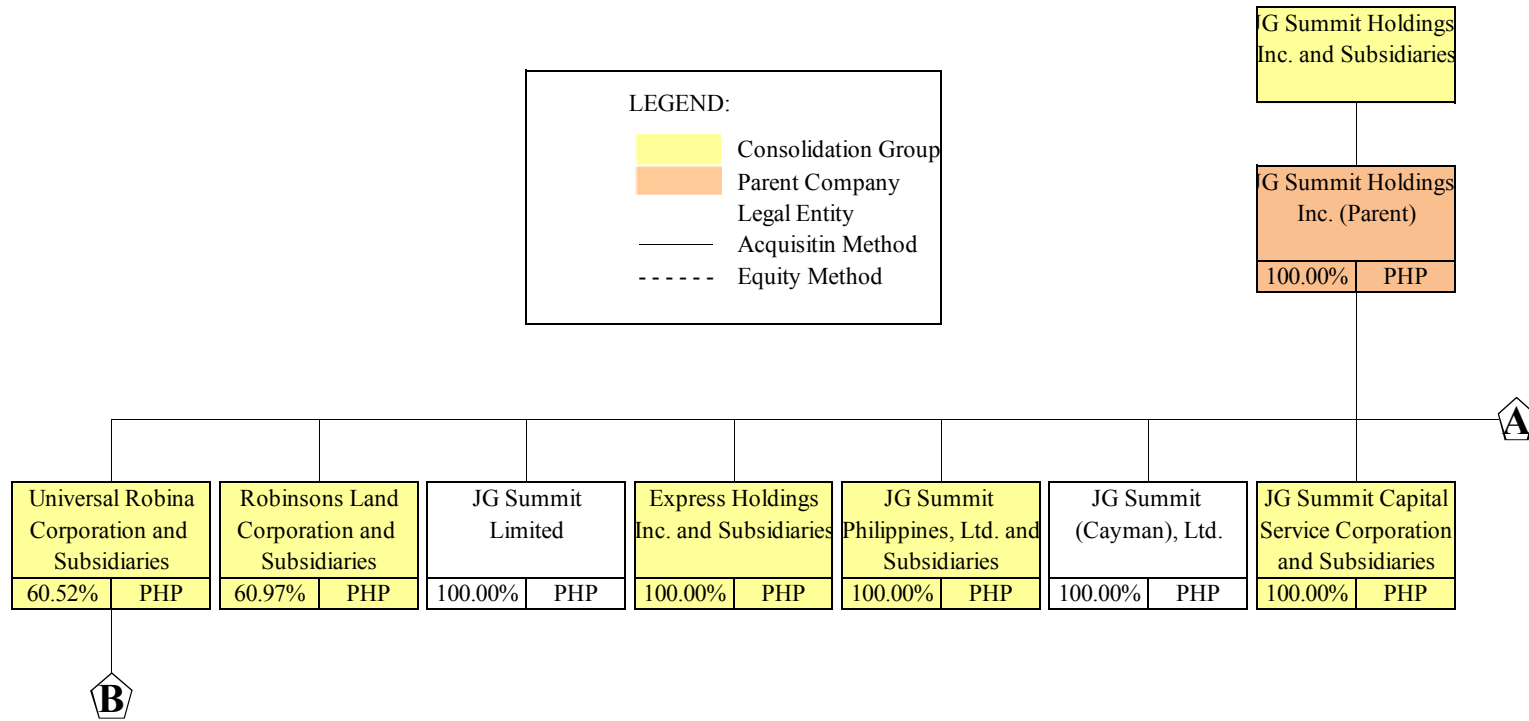 JG Summit Holdings
Inc. and Subsidiaries
LEGEND:
Consolidation Group
Parent Company
Legal Entity
Acquisitin Method
Equity Method
JG Summit Holdings
Inc. (Parent)
100.00% PHP
A
Universal Robina
Corporation and
Subsidiaries
60.52% PHP
Robinsons Land
Corporation and
Subsidiaries
60.97% PHP
JG Summit
Limited
100.00% PHP
Express Holdings
Inc. and Subsidiaries
100.00% PHP
JG Summit
Philippines, Ltd. and
Subsidiaries
100.00% PHP
JG Summit
(Cayman), Ltd.
100.00% PHP
JG Summit Capital
Service Corporation
and Subsidiaries
100.00% PHP
B